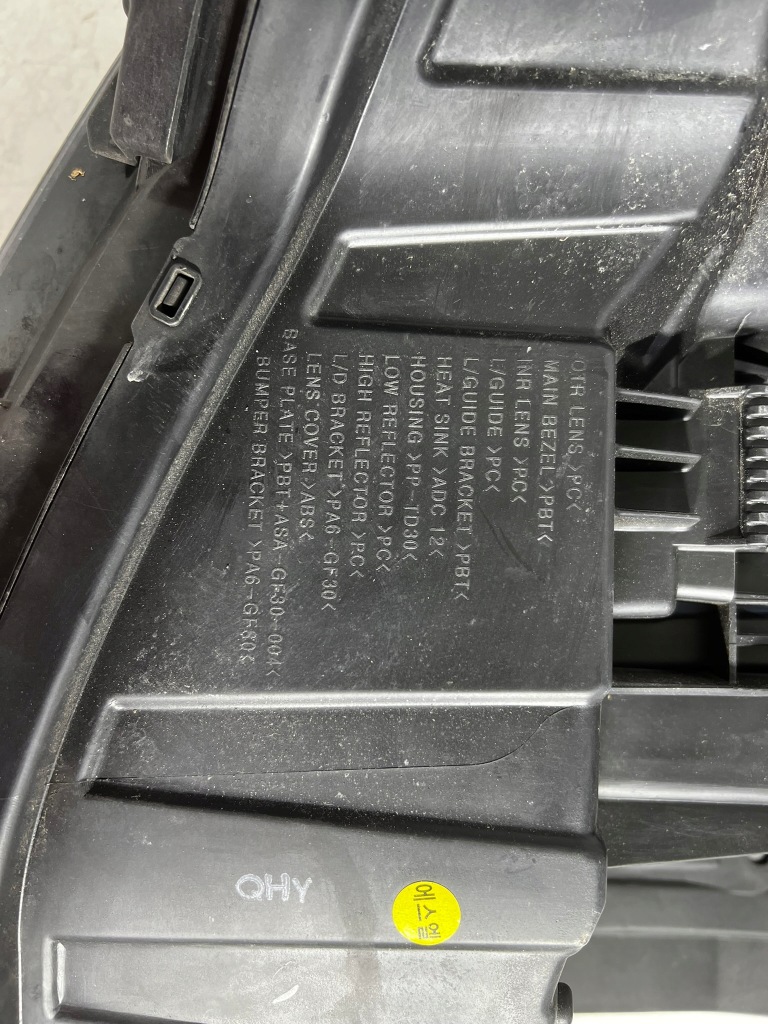 OTR LENS >PC<
MAIN BEZEL >PBT<
INR LENS >PC<
L/GUIDE >PC<
L/GUIDE BRACKET >PBT<
HEAT SINK >ADC 12<
HOUSING >PP-TD30<
LOW REFLECTOR >PC<
HIGH REFLECTOR >PC<
L/D BRACKET >PA6-GF30<
LENS COVER >ABS<
BASE PLATE >PBT+ASA-GF30-004<
BUMPER BRACKET >PA6-GF30<
QHY
에스엘